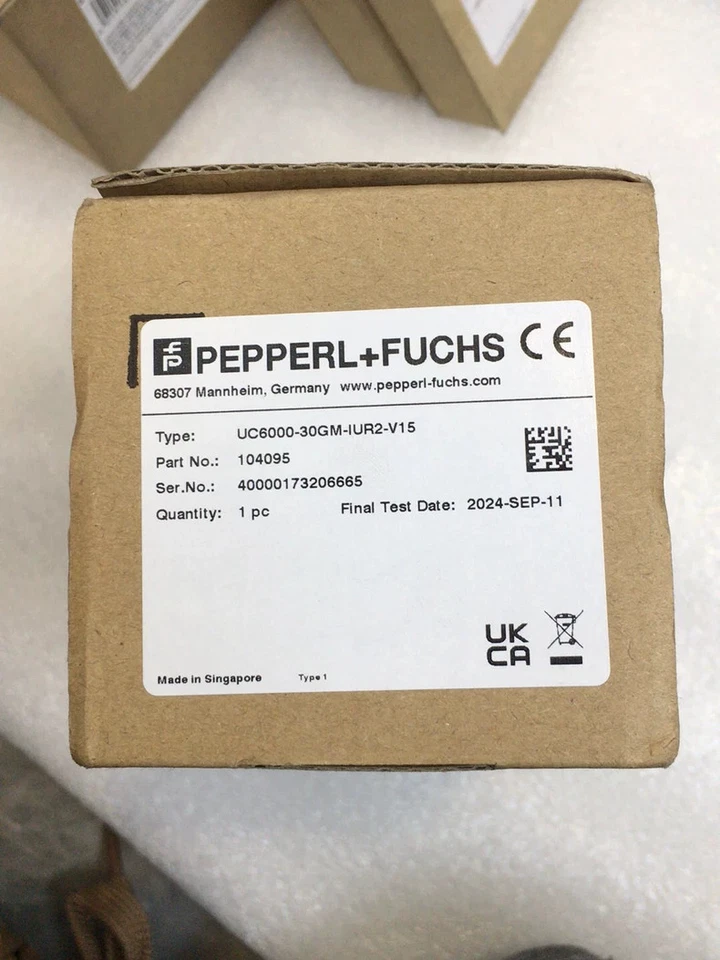 PEPPERL+FUCHS CE
68307 Mannheim, Germany www.pepperl-fuchs.com
Type: UC6000-30GM-IUR2-V15
Part No.: 104095
Ser.No.: 40000173206665
Quantity: 1 pc Final Test Date: 2024-SEP-11
UK
CA
Made in Singapore Type 1